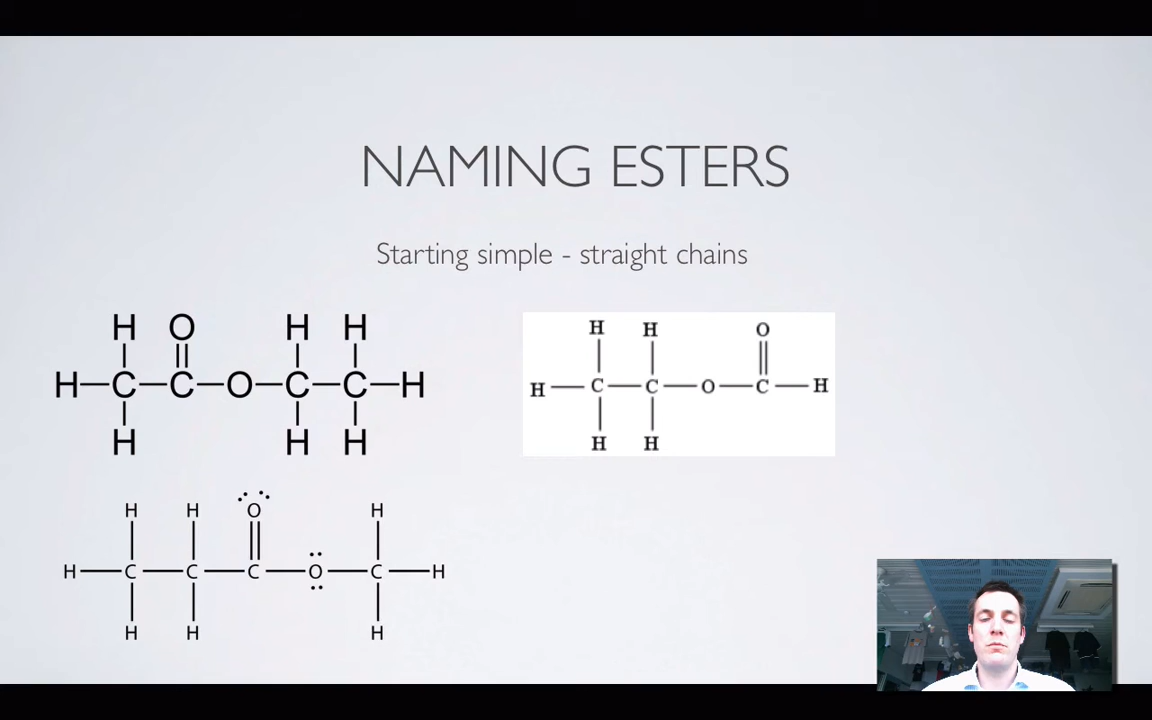 NAMING ESTERS
Starting simple - straight chains
H O H H
H C C O C C H
H H H
H H O
H C C O C H
H H
H H O H
H C C C O C H
H H H